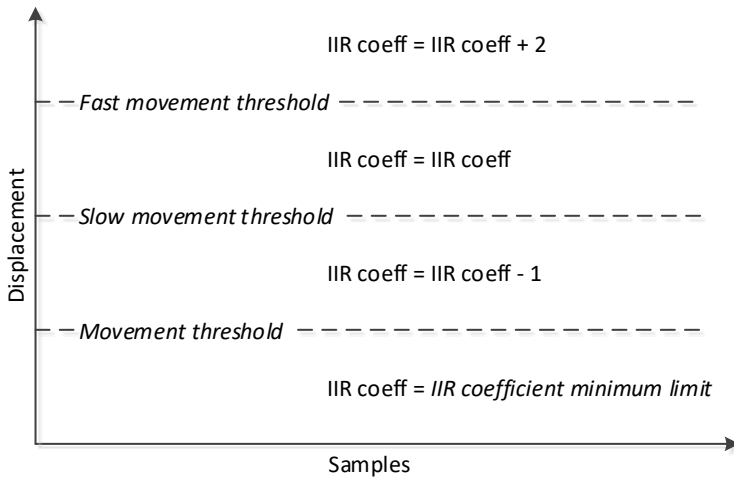 IIR coeff = IIR coeff + 2
Fast movement threshold
IIR coeff = IIR coeff
Slow movement threshold
IIR coeff = IIR coeff - 1
Movement threshold
IIR coeff = IIR coefficient minimum limit
Displacement
Samples